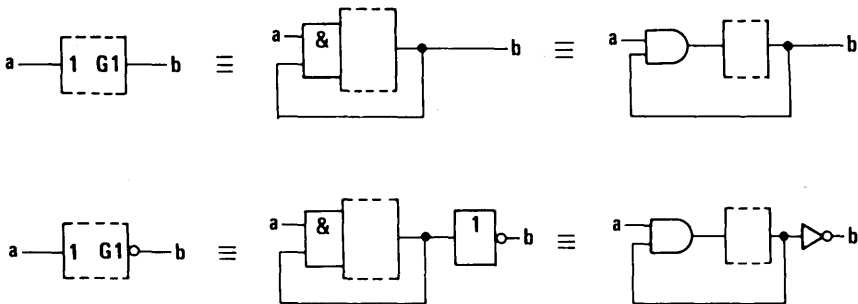 a 1 G1 b ≡ a & b ≡ a b
a 1 G1 b ≡ a & 1 b ≡ a b